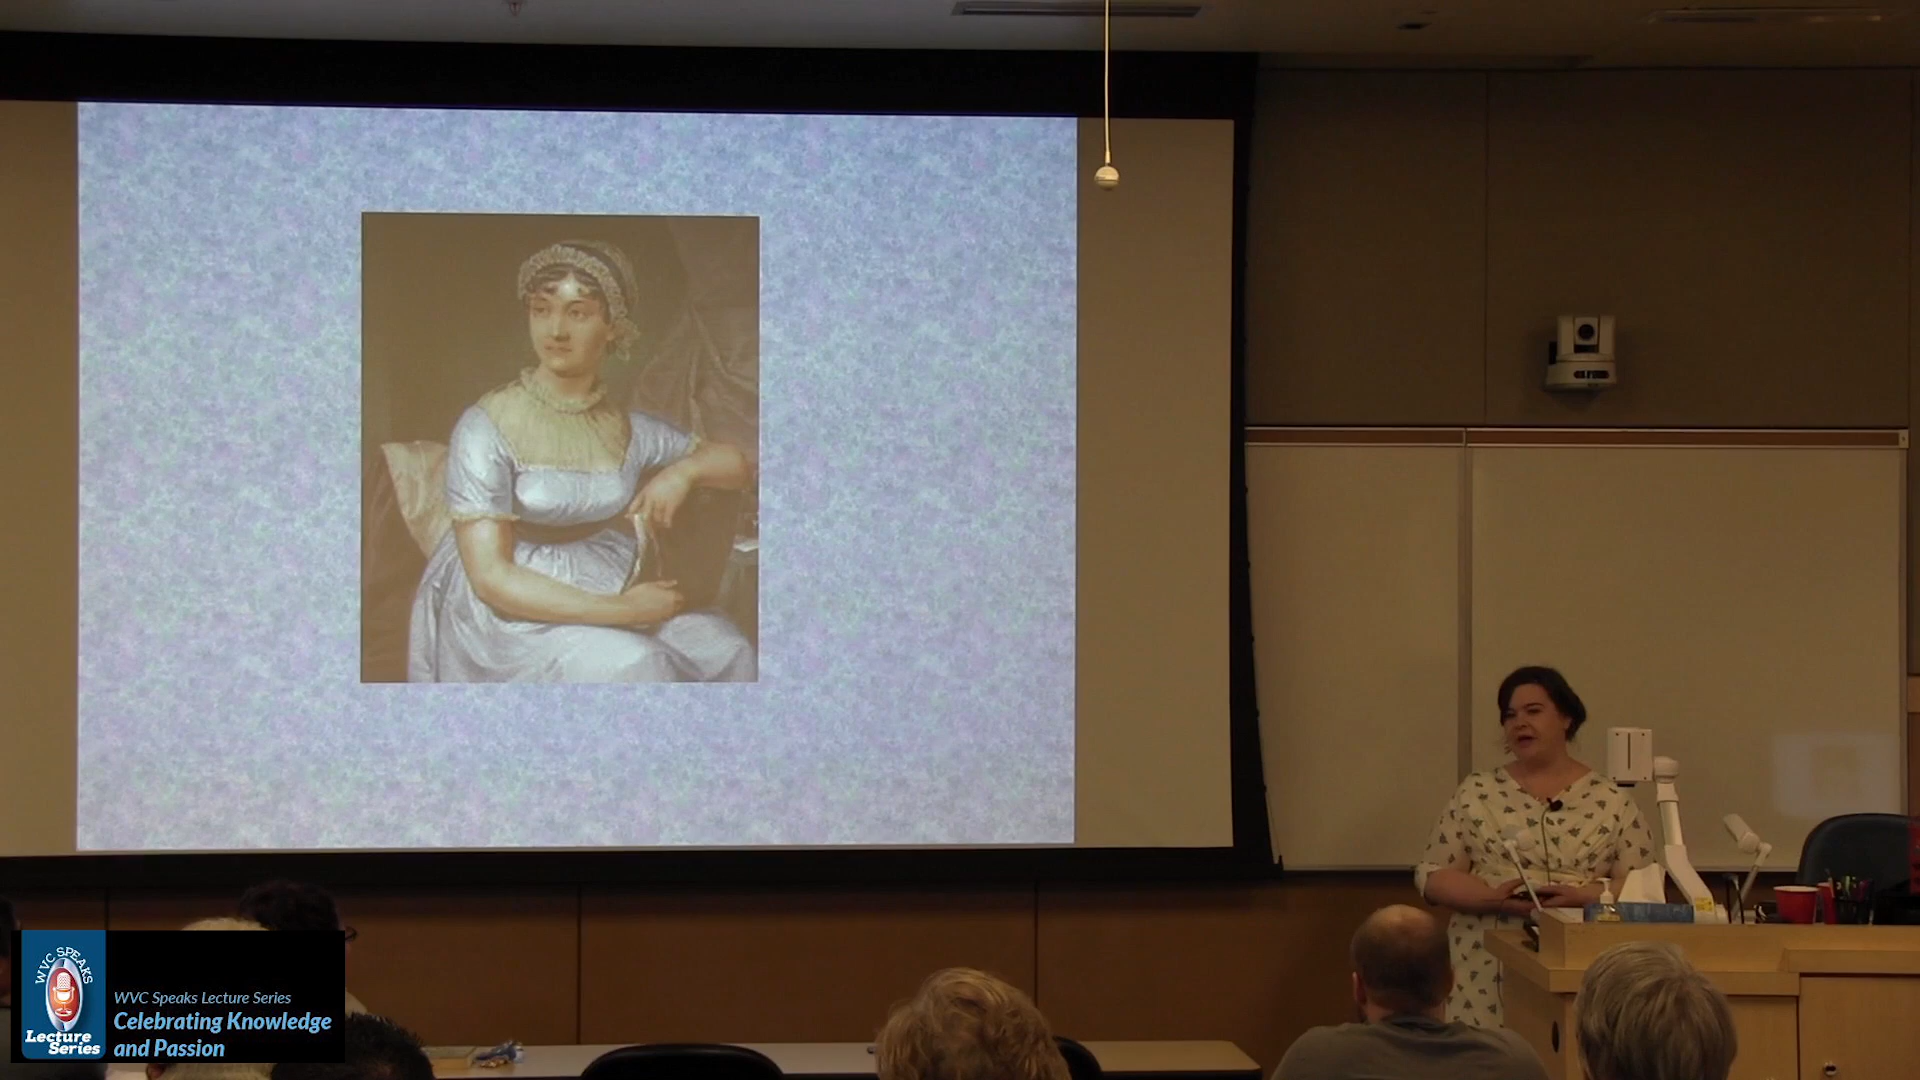 WVC SPEAKS
Lecture
Series
WVC Speaks Lecture Series
Celebrating Knowledge
and Passion